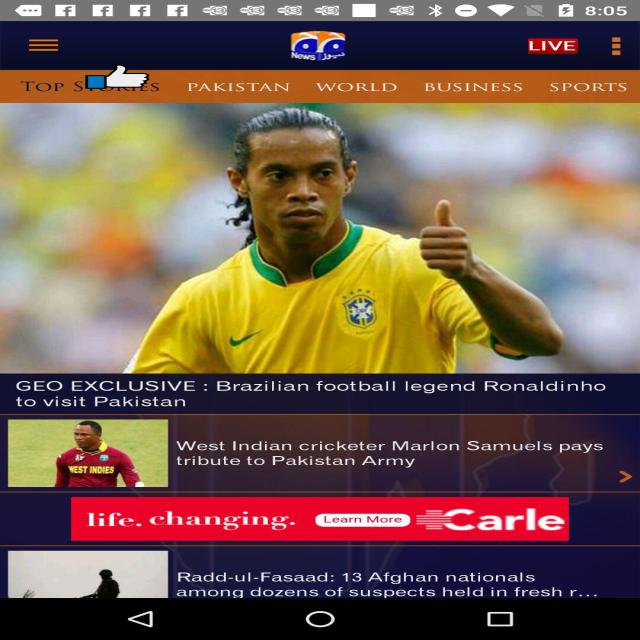 8:05
News جیو نیوز
LIVE
TOP STORIES PAKISTAN WORLD BUSINESS SPORTS
GEO EXCLUSIVE : Brazilian football legend Ronaldinho
to visit Pakistan
WEST INDIES
West Indian cricketer Marlon Samuels pays
tribute to Pakistan Army
life. changing. Learn More Carle
Radd-ul-Fasaad: 13 Afghan nationals
among dozens of suspects held in fresh r...